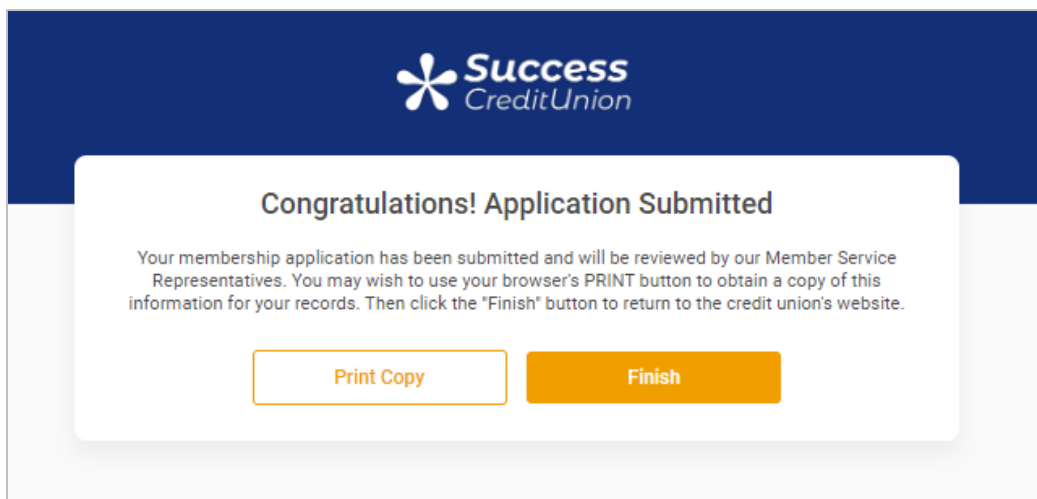 Success
CreditUnion
Congratulations! Application Submitted
Your membership application has been submitted and will be reviewed by our Member Service
Representatives. You may wish to use your browser's PRINT button to obtain a copy of this
information for your records. Then click the "Finish" button to return to the credit union's website.
Print Copy
Finish